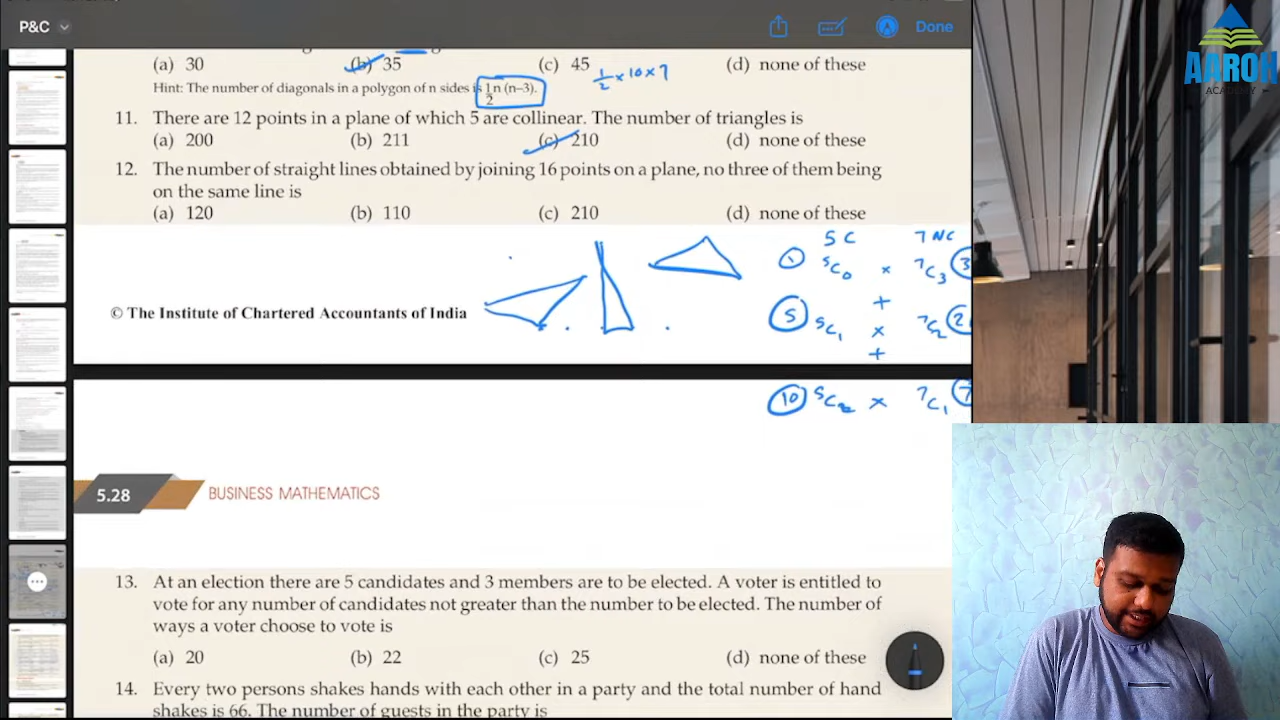 P&C
Done
AARON
ACADEMY
(a) 30 (b) 35 (c) 45 (d) none of these
1/2 × 10 × 7
Hint: The number of diagonals in a polygon of n sides is 1/2 n (n–3).
11. There are 12 points in a plane of which 5 are collinear. The number of triangles is
(a) 200 (b) 211 (c) 210 (d) none of these
12. The number of straight lines obtained by joining 16 points on a plane, no three of them being
on the same line is
(a) 120 (b) 110 (c) 210 (d) none of these
5C 7NC
1 ⁵C₀ × ⁷C₃ 3
+
5 ⁵C₁ × ⁷C₂ 2
+
© The Institute of Chartered Accountants of India
10 ⁵C₂ × ⁷C₁ 7
5.28 BUSINESS MATHEMATICS
13. At an election there are 5 candidates and 3 members are to be elected. A voter is entitled to
vote for any number of candidates not greater than the number to be elected. The number of
ways a voter choose to vote is
(a) 20 (b) 22 (c) 25 (d) none of these
14. Every two persons shakes hands with each other in a party and the total number of hand
shakes is 66. The number of guests in the party is